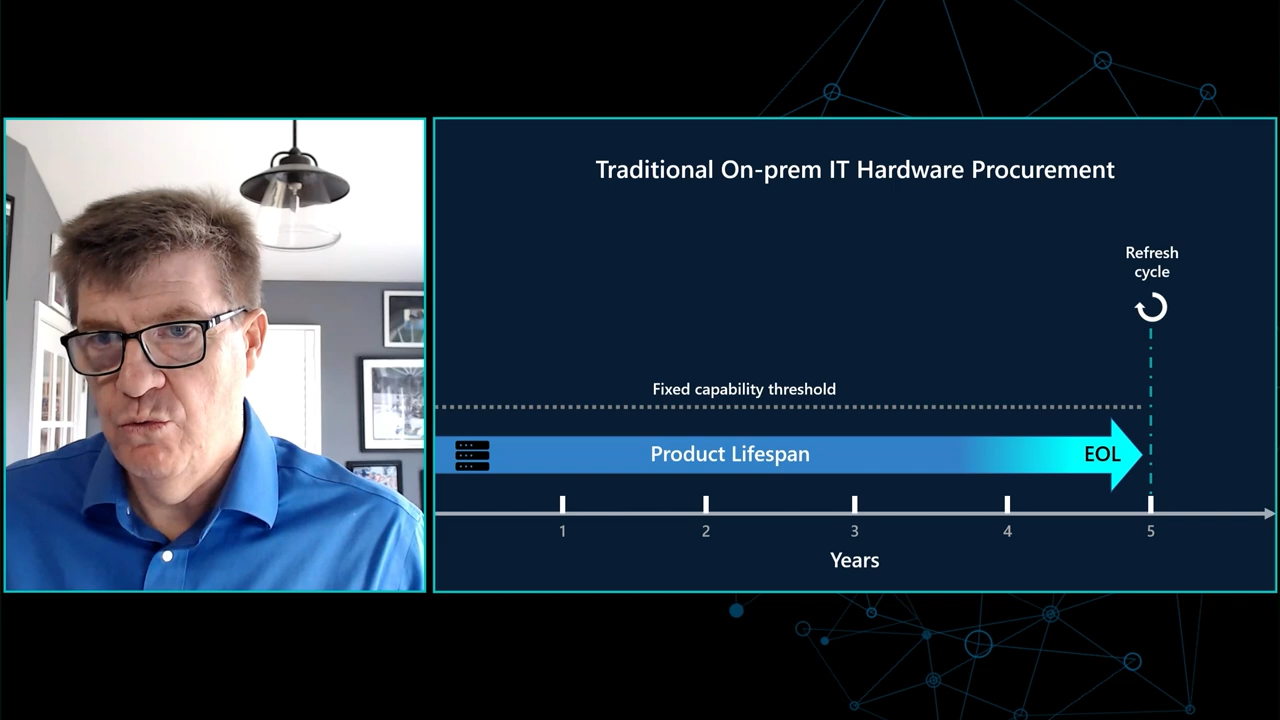 Traditional On-prem IT Hardware Procurement
Refresh
cycle
Fixed capability threshold
Product Lifespan
EOL
1 2 3 4 5
Years